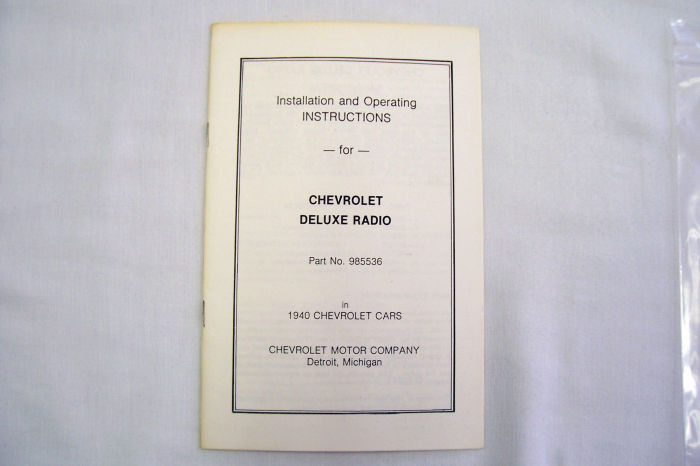 Installation and Operating
INSTRUCTIONS
— for —
CHEVROLET
DELUXE RADIO
Part No. 985536
in
1940 CHEVROLET CARS
CHEVROLET MOTOR COMPANY
Detroit, Michigan